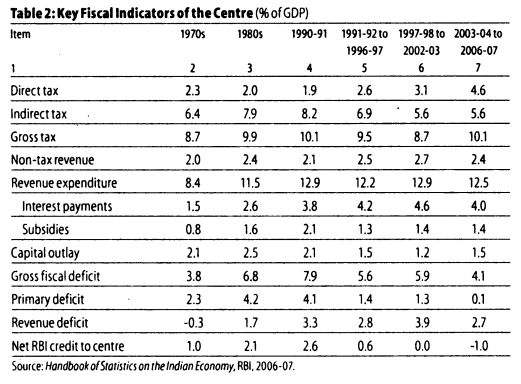 Table 2: Key Fiscal Indicators of the Centre (% of GDP)
Item 1970s 1980s 1990-91 1991-92 to 1997-98 to 2003-04 to
1996-97 2002-03 2006-07
1 2 3 4 5 6 7
Direct tax 2.3 2.0 1.9 2.6 3.1 4.6
Indirect tax 6.4 7.9 8.2 6.9 5.6 5.6
Gross tax 8.7 9.9 10.1 9.5 8.7 10.1
Non-tax revenue 2.0 2.4 2.1 2.5 2.7 2.4
Revenue expenditure 8.4 11.5 12.9 12.2 12.9 12.5
Interest payments 1.5 2.6 3.8 4.2 4.6 4.0
Subsidies 0.8 1.6 2.1 1.3 1.4 1.4
Capital outlay 2.1 2.5 2.1 1.5 1.2 1.5
Gross fiscal deficit 3.8 6.8 7.9 5.6 5.9 4.1
Primary deficit 2.3 4.2 4.1 1.4 1.3 0.1
Revenue deficit -0.3 1.7 3.3 2.8 3.9 2.7
Net RBI credit to centre 1.0 2.1 2.6 0.6 0.0 -1.0
Source: Handbook of Statistics on the Indian Economy, RBI, 2006-07.